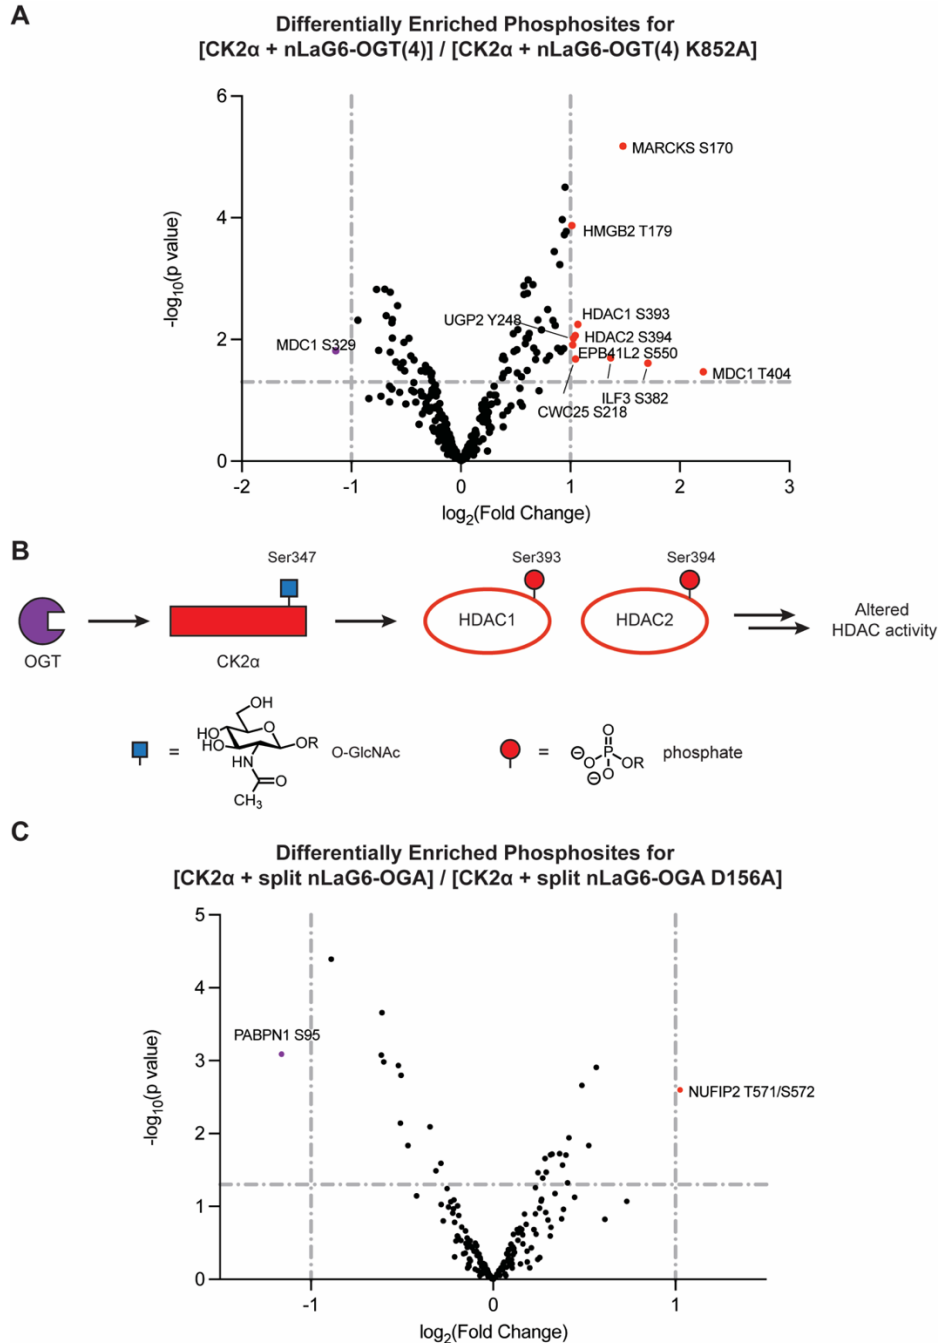 A
Differentially Enriched Phosphosites for
[CK2α + nLaG6-OGT(4)] / [CK2α + nLaG6-OGT(4) K852A]
6
4
2
0
-log10(p value)
MARCKS S170
HMGB2 T179
HDAC1 S393
UGP2 Y248
HDAC2 S394
MDC1 S329
EPB41L2 S550
MDC1 T404
ILF3 S382
CWC25 S218
-2
-1
0
1
2
3
log2(Fold Change)
B
Ser347
Ser393
Ser394
OGT
CK2α
HDAC1
HDAC2
Altered
HDAC activity
=
OH
HO
O
HO
OR
HN
O
CH3
O-GlcNAc
=
O
P
O
OR
O
phosphate
C
Differentially Enriched Phosphosites for
[CK2α + split nLaG6-OGA] / [CK2α + split nLaG6-OGA D156A]
5
4
3
2
1
0
-log10(p value)
PABPN1 S95
NUFIP2 T571/S572
-1
0
1
log2(Fold Change)